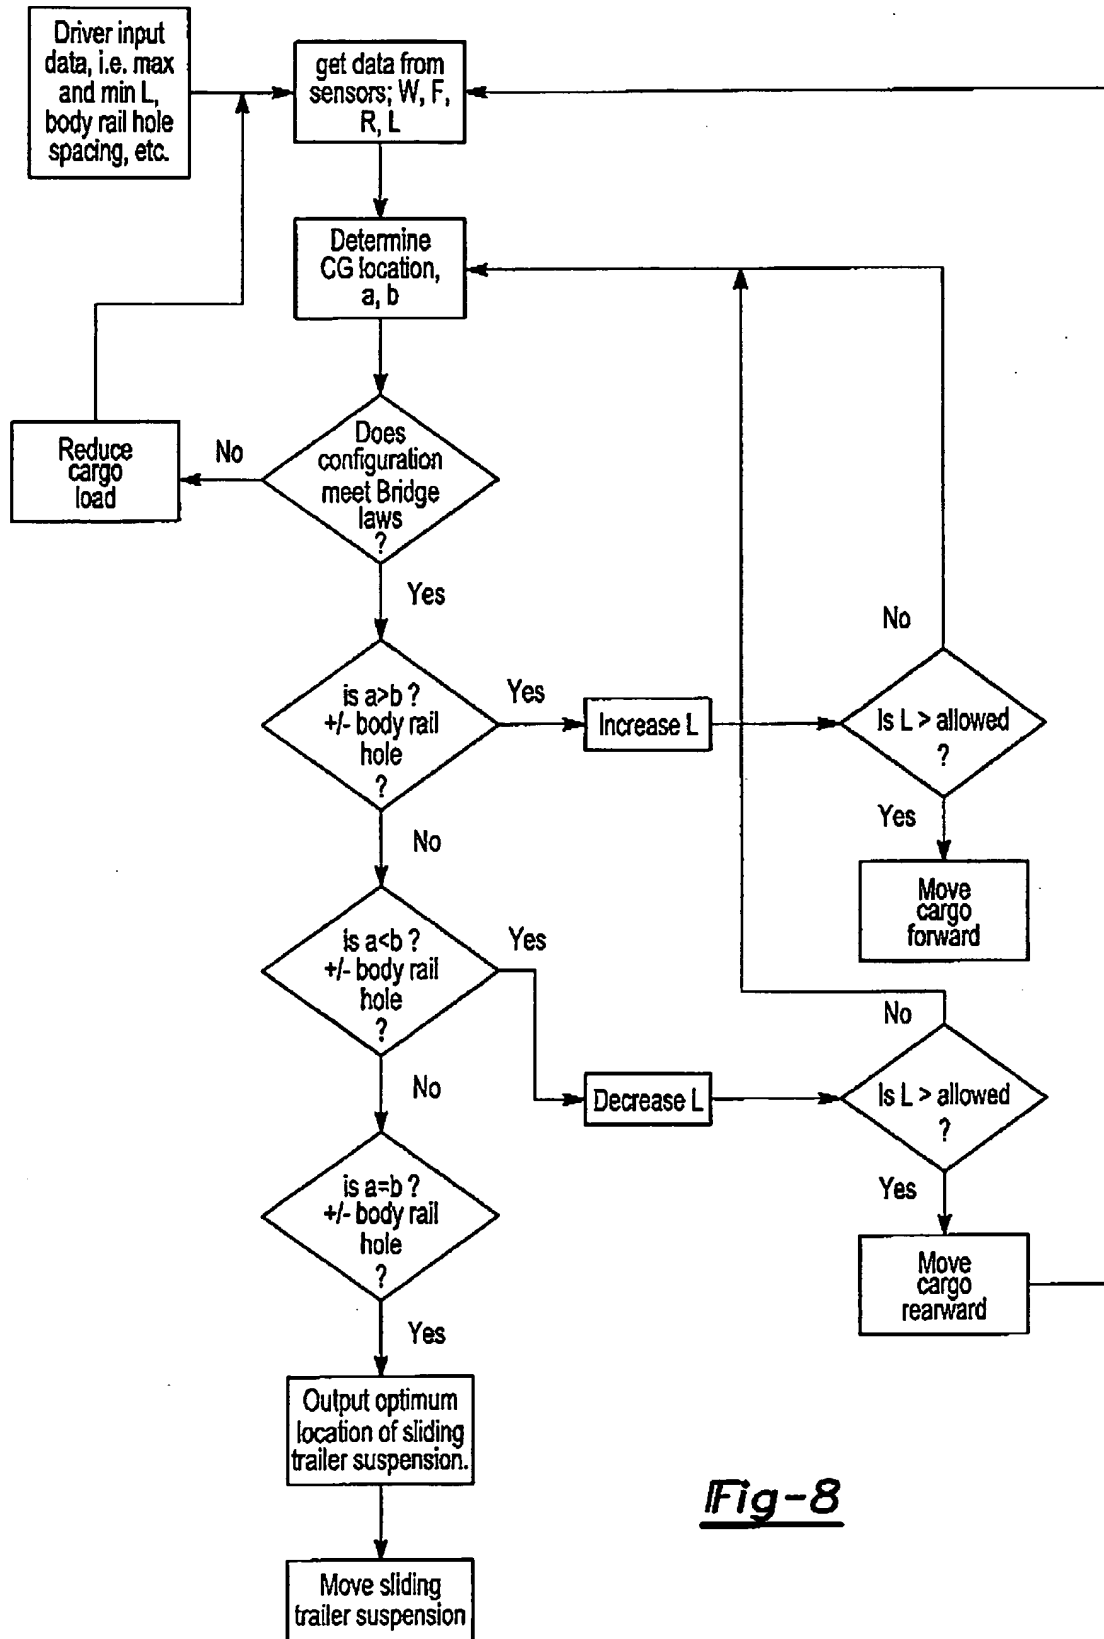 Driver input
data, i.e. max
and min L,
body rail hole
spacing, etc.
get data from
sensors; W, F,
R, L
Determine
CG location,
a, b
Does
configuration
meet Bridge
laws
?
No
Reduce
cargo
load
Yes
is a>b ?
+/- body rail
hole
?
Yes
Increase L
Is L > allowed
?
No
Yes
Move
cargo
forward
No
is a<b ?
+/- body rail
hole
?
Yes
Decrease L
Is L > allowed
?
No
Yes
Move
cargo
rearward
No
is a=b ?
+/- body rail
hole
?
Yes
Output optimum
location of sliding
trailer suspension.
Move sliding
trailer suspension
Fig-8